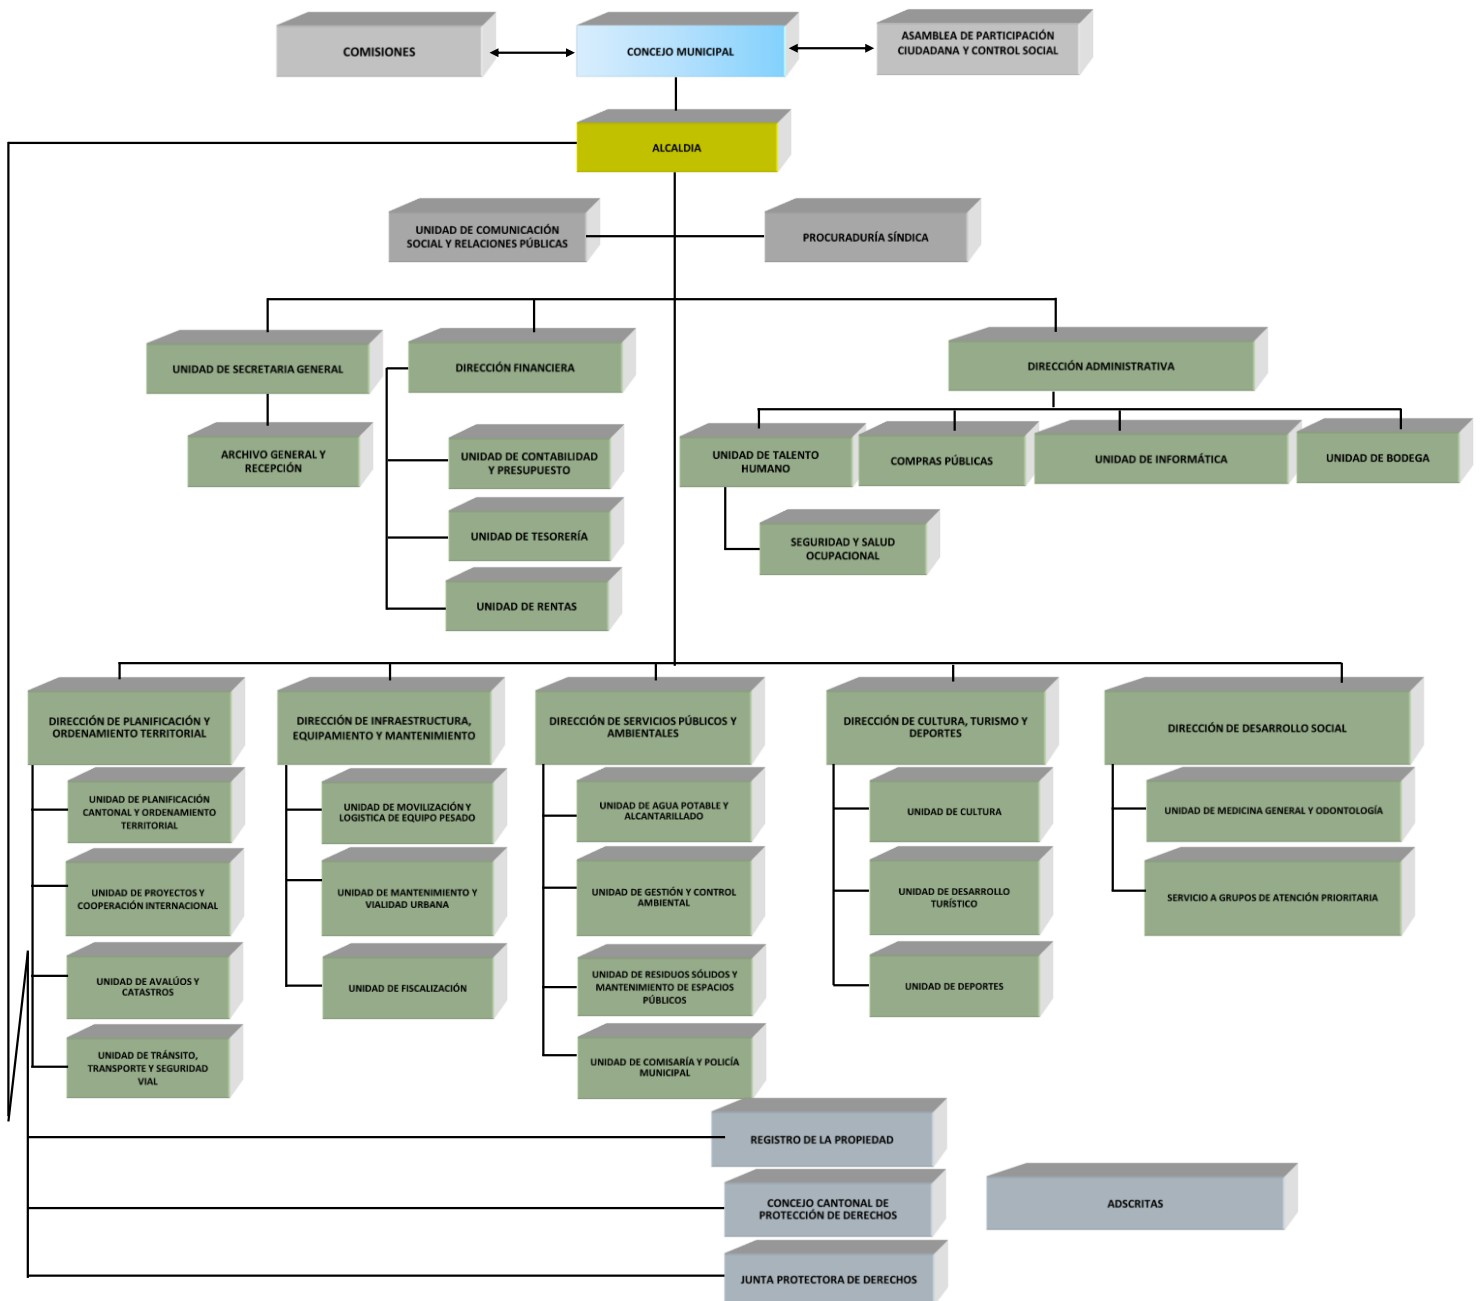 COMISIONES
CONCEJO MUNICIPAL
ASAMBLEA DE PARTICIPACIÓN
CIUDADANA Y CONTROL SOCIAL
ALCALDIA
UNIDAD DE COMUNICACIÓN
SOCIAL Y RELACIONES PÚBLICAS
PROCURADURÍA SÍNDICA
UNIDAD DE SECRETARIA GENERAL
DIRECCIÓN FINANCIERA
DIRECCIÓN ADMINISTRATIVA
ARCHIVO GENERAL Y
RECEPCIÓN
UNIDAD DE CONTABILIDAD
Y PRESUPUESTO
UNIDAD DE TESORERÍA
UNIDAD DE RENTAS
UNIDAD DE TALENTO
HUMANO
COMPRAS PÚBLICAS
UNIDAD DE INFORMÁTICA
UNIDAD DE BODEGA
SEGURIDAD Y SALUD
OCUPACIONAL
DIRECCIÓN DE PLANIFICACIÓN Y
ORDENAMIENTO TERRITORIAL
UNIDAD DE PLANIFICACIÓN
CANTONAL Y ORDENAMIENTO
TERRITORIAL
UNIDAD DE PROYECTOS Y
COOPERACIÓN INTERNACIONAL
UNIDAD DE AVALÚOS Y
CATASTROS
UNIDAD DE TRÁNSITO,
TRANSPORTE Y SEGURIDAD
VIAL
DIRECCIÓN DE INFRAESTRUCTURA,
EQUIPAMIENTO Y MANTENIMIENTO
UNIDAD DE MOVILIZACIÓN Y
LOGISTICA DE EQUIPO PESADO
UNIDAD DE MANTENIMIENTO Y
VIALIDAD URBANA
UNIDAD DE FISCALIZACIÓN
DIRECCIÓN DE SERVICIOS PÚBLICOS Y
AMBIENTALES
UNIDAD DE AGUA POTABLE Y
ALCANTARILLADO
UNIDAD DE GESTIÓN Y CONTROL
AMBIENTAL
UNIDAD DE RESIDUOS SÓLIDOS Y
MANTENIMIENTO DE ESPACIOS
PÚBLICOS
UNIDAD DE COMISARÍA Y POLICÍA
MUNICIPAL
DIRECCIÓN DE CULTURA, TURISMO Y
DEPORTES
UNIDAD DE CULTURA
UNIDAD DE DESARROLLO
TURÍSTICO
UNIDAD DE DEPORTES
DIRECCIÓN DE DESARROLLO SOCIAL
UNIDAD DE MEDICINA GENERAL Y ODONTOLOGÍA
SERVICIO A GRUPOS DE ATENCIÓN PRIORITARIA
REGISTRO DE LA PROPIEDAD
CONCEJO CANTONAL DE
PROTECCIÓN DE DERECHOS
JUNTA PROTECTORA DE DERECHOS
ADSCRITAS